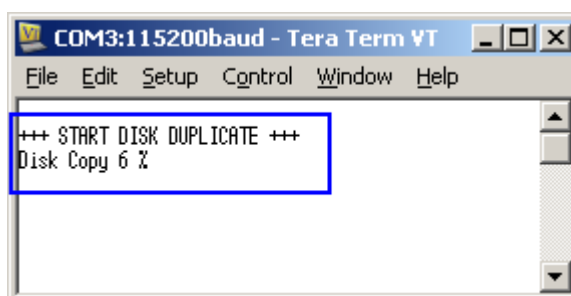 COM3:115200baud - Tera Term VT
File Edit Setup Control Window Help
+++ START DISK DUPLICATE +++
Disk Copy 6 %